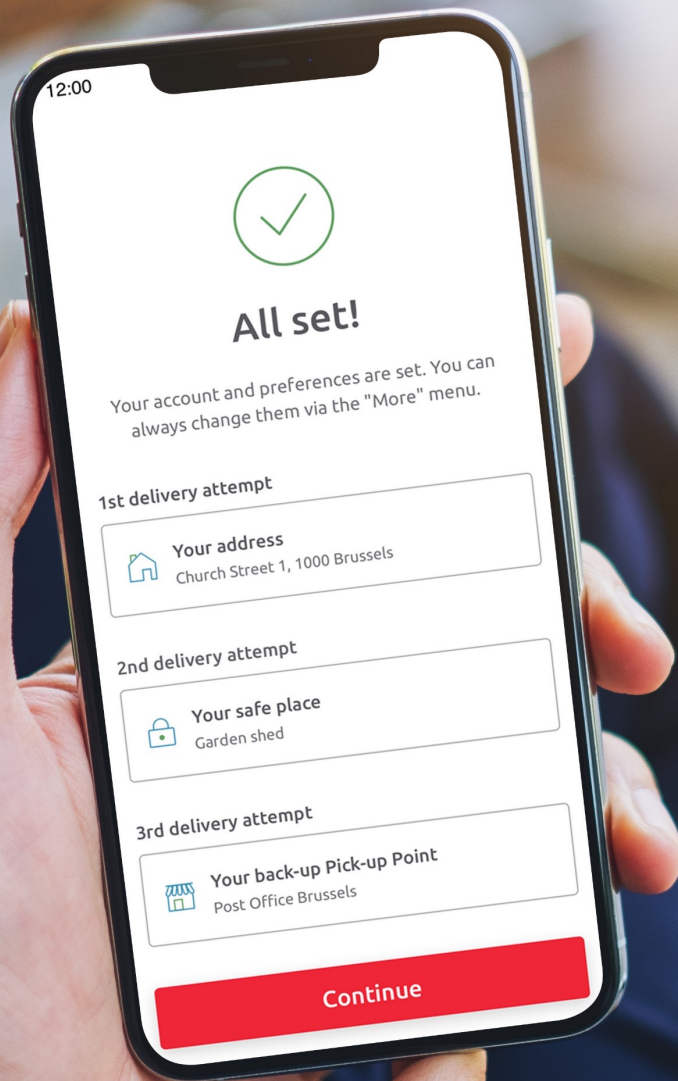 12:00
All set!
Your account and preferences are set. You can
always change them via the "More" menu.
1st delivery attempt
Your address
Church Street 1, 1000 Brussels
2nd delivery attempt
Your safe place
Garden shed
3rd delivery attempt
Your back-up Pick-up Point
Post Office Brussels
Continue